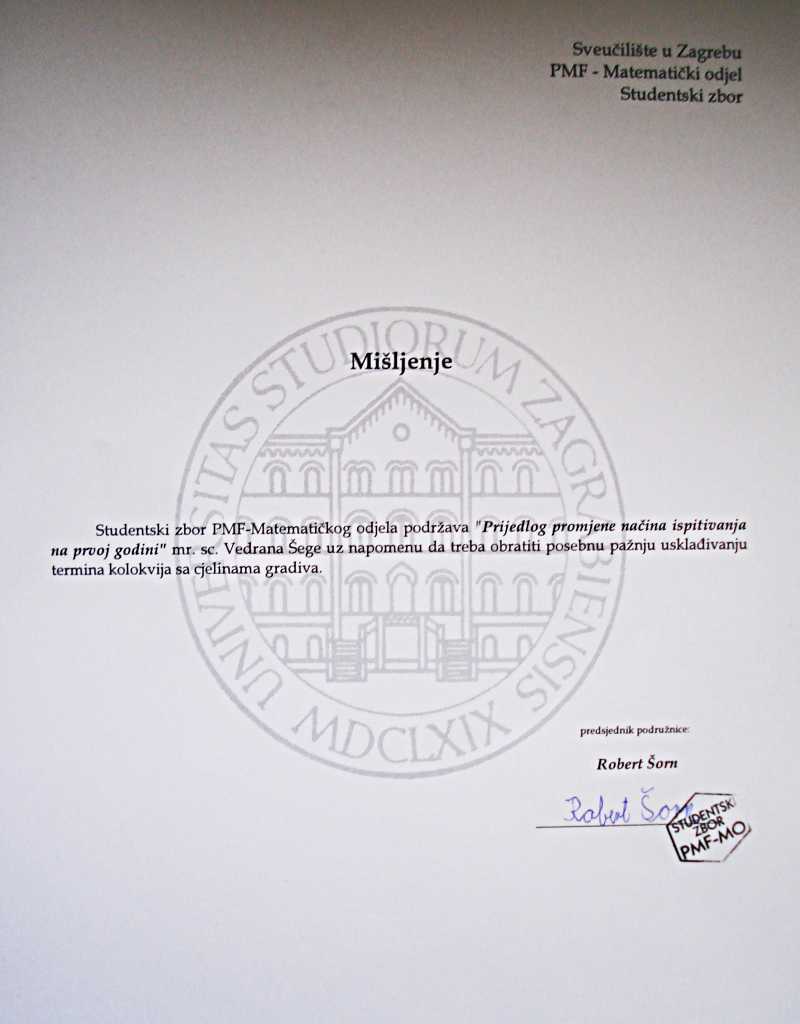 Sveučilište u Zagrebu
PMF - Matematički odjel
Studentski zbor
UNIVERSITAS STUDIORUM ZAGRABIENSIS
MDCLXIX
Mišljenje
Studentski zbor PMF-Matematičkog odjela podržava "Prijedlog promjene načina ispitivanja
na prvoj godini" mr. sc. Vedrana Šege uz napomenu da treba obratiti posebnu pažnju usklađivanju
termina kolokvija sa cjelinama gradiva.
predsjednik podružnice:
Robert Šorn
Robert Šorn
STUDENTSKI
ZBOR
PMF-MO